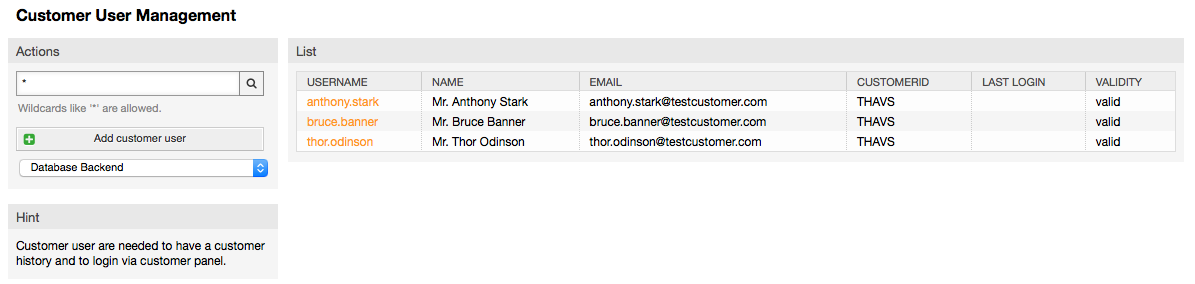 Customer User Management
Actions
*
Wildcards like '*' are allowed.
Add customer user
Database Backend
Hint
Customer user are needed to have a customer
history and to login via customer panel.
List
USERNAME NAME EMAIL CUSTOMERID LAST LOGIN VALIDITY
anthony.stark Mr. Anthony Stark anthony.stark@testcustomer.com THAVS valid
bruce.banner Mr. Bruce Banner bruce.banner@testcustomer.com THAVS valid
thor.odinson Mr. Thor Odinson thor.odinson@testcustomer.com THAVS valid